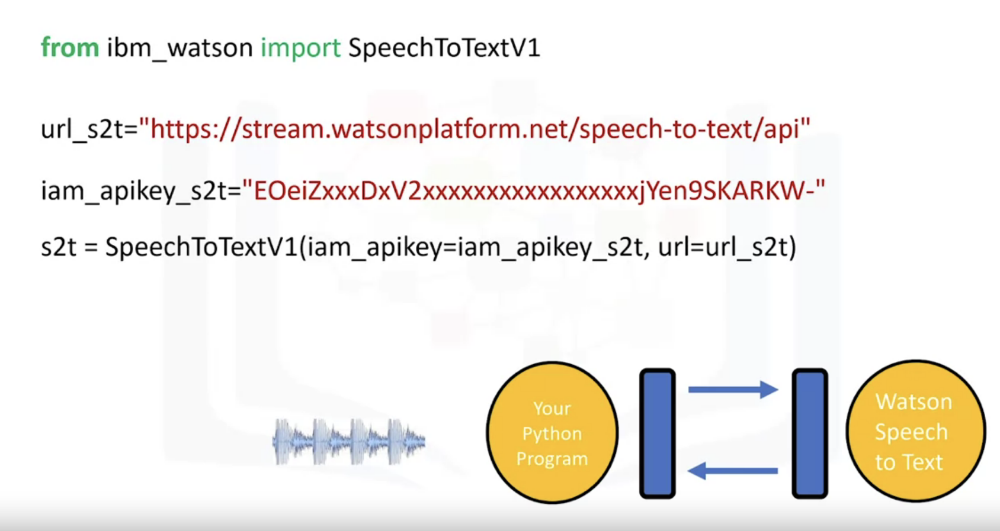 from ibm_watson import SpeechToTextV1
url_s2t="https://stream.watsonplatform.net/speech-to-text/api"
iam_apikey_s2t="EOeiZxxxDxV2xxxxxxxxxxxxxxxxxjYen9SKARKW-"
s2t = SpeechToTextV1(iam_apikey=iam_apikey_s2t, url=url_s2t)
Your
Python
Program
Watson
Speech
to Text